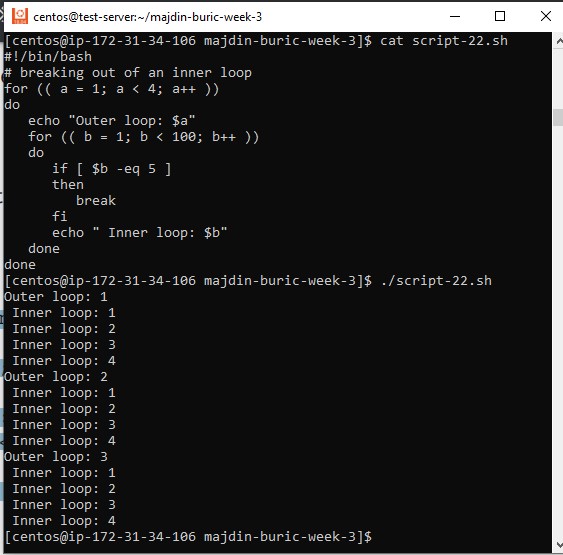 centos@test-server:~/majdin-buric-week-3
[centos@ip-172-31-34-106 majdin-buric-week-3]$ cat script-22.sh
#!/bin/bash
# breaking out of an inner loop
for (( a = 1; a < 4; a++ ))
do
   echo "Outer loop: $a"
   for (( b = 1; b < 100; b++ ))
   do
      if [ $b -eq 5 ]
      then
         break
      fi
      echo " Inner loop: $b"
   done
done
[centos@ip-172-31-34-106 majdin-buric-week-3]$ ./script-22.sh
Outer loop: 1
 Inner loop: 1
 Inner loop: 2
 Inner loop: 3
 Inner loop: 4
Outer loop: 2
 Inner loop: 1
 Inner loop: 2
 Inner loop: 3
 Inner loop: 4
Outer loop: 3
 Inner loop: 1
 Inner loop: 2
 Inner loop: 3
 Inner loop: 4
[centos@ip-172-31-34-106 majdin-buric-week-3]$